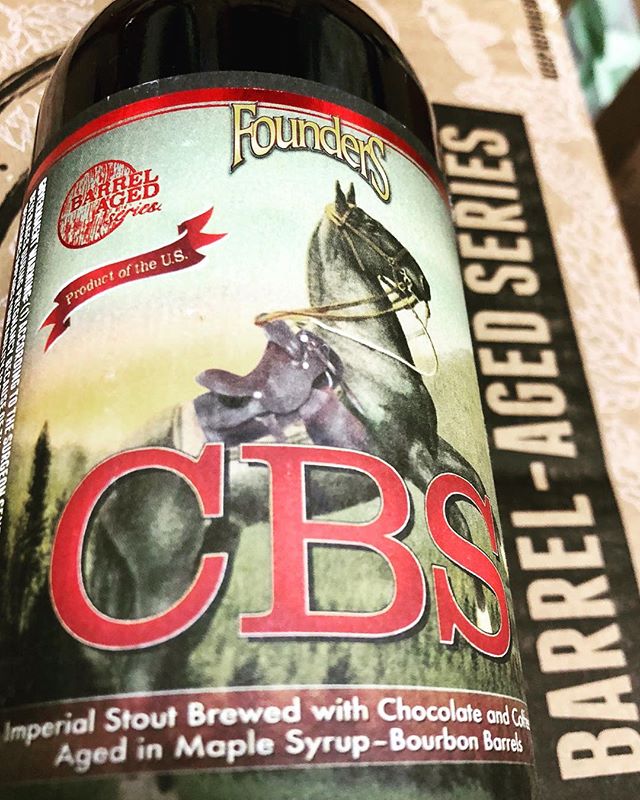 Founders
BARREL
AGED
series.
Product of the U.S.
CBS
Imperial Stout Brewed with Chocolate and
Aged in Maple Syrup-Bourbon Barrels
BARREL-AGED SERIES